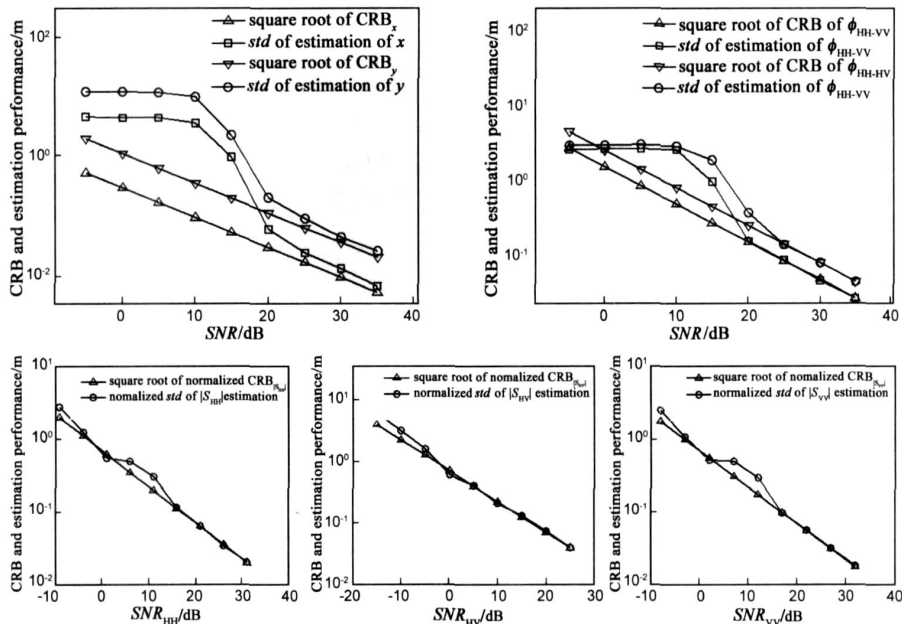 square root of CRB_x
std of estimation of x
square root of CRB_y
std of estimation of y
10^2
10^0
10^-2
0
10
20
30
40
CRB and estimation performance/m
SNR/dB
square root of CRB of ϕ_HH-VV
std of estimation of ϕ_HH-VV
square root of CRB of ϕ_HH-HV
std of estimation of ϕ_HH-VV
10^2
10^1
10^0
10^-1
0
10
20
30
40
CRB and estimation performance/m
SNR/dB
square root of normalized CRB
normalized std of |S_HH| estimation
10^1
10^0
10^-1
10^-2
-10
0
10
20
30
40
CRB and estimation performance/m
SNR_HH/dB
square root of nomalized CRB
normalized std of |S_HV| estimation
10^1
10^0
10^-1
10^-2
-20
-10
0
10
20
30
CRB and estimation performance/m
SNR_HV/dB
square root of nomalized CRB
normalized std of |S_VV| estimation
10^1
10^0
10^-1
10^-2
-10
0
10
20
30
40
CRB and estimation performance/m
SNR_VV/dB